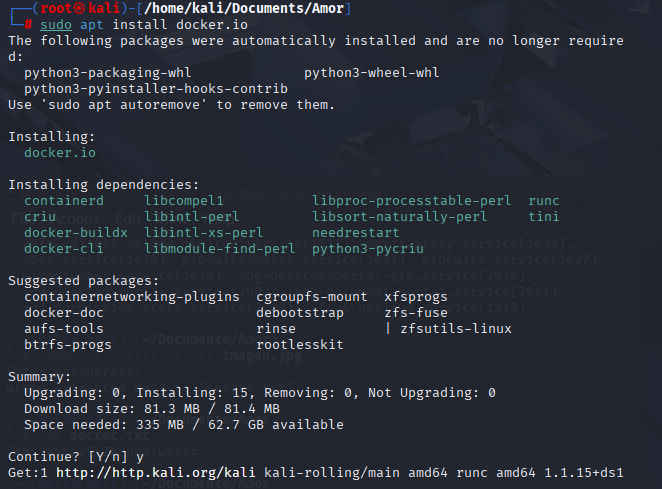 ┌──(root㉿kali)-[/home/kali/Documents/Amor]
└─# sudo apt install docker.io
The following packages were automatically installed and are no longer require
d:
  python3-packaging-whl              python3-wheel-whl
  python3-pyinstaller-hooks-contrib
Use 'sudo apt autoremove' to remove them.

Installing:
  docker.io

Installing dependencies:
  containerd     libcompel1           libproc-processtable-perl  runc
  criu           libintl-perl         libsort-naturally-perl     tini
  docker-buildx  libintl-xs-perl      needrestart
  docker-cli     libmodule-find-perl  python3-pycriu

Suggested packages:
  containernetworking-plugins  cgroupfs-mount  xfsprogs
  docker-doc                   debootstrap     zfs-fuse
  aufs-tools                   rinse           | zfsutils-linux
  btrfs-progs                  rootlesskit

Summary:
  Upgrading: 0, Installing: 15, Removing: 0, Not Upgrading: 0
  Download size: 81.3 MB / 81.4 MB
  Space needed: 335 MB / 62.7 GB available

Continue? [Y/n] y
Get:1 http://http.kali.org/kali kali-rolling/main amd64 runc amd64 1.1.15+ds1